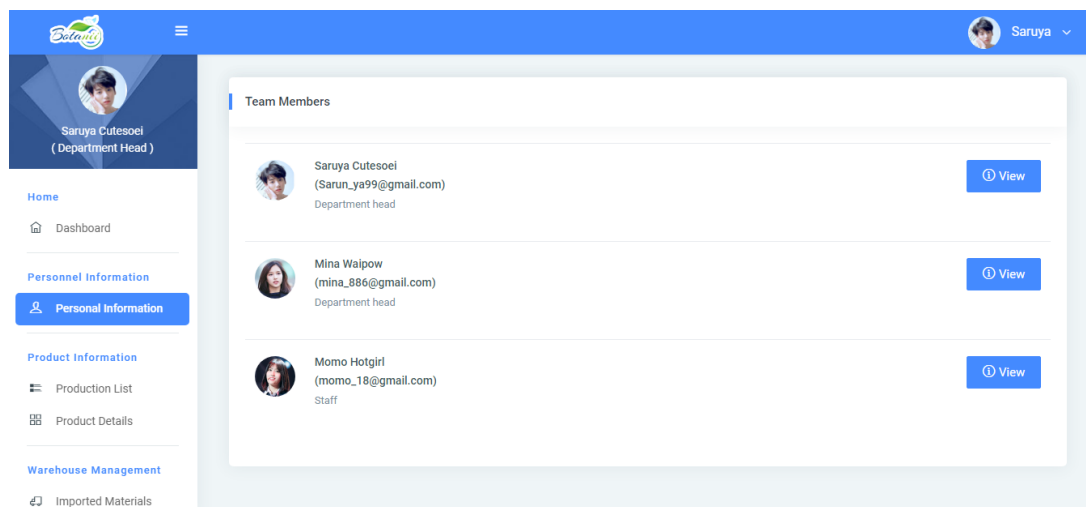 Botanic
Saruya
Saruya Cutesoei
( Department Head )
Home
Dashboard
Personnel Information
Personal Information
Product Information
Production List
Product Details
Warehouse Management
Imported Materials
Team Members
Saruya Cutesoei
(Sarun_ya99@gmail.com)
Department head
View
Mina Waipow
(mina_886@gmail.com)
Department head
View
Momo Hotgirl
(momo_18@gmail.com)
Staff
View